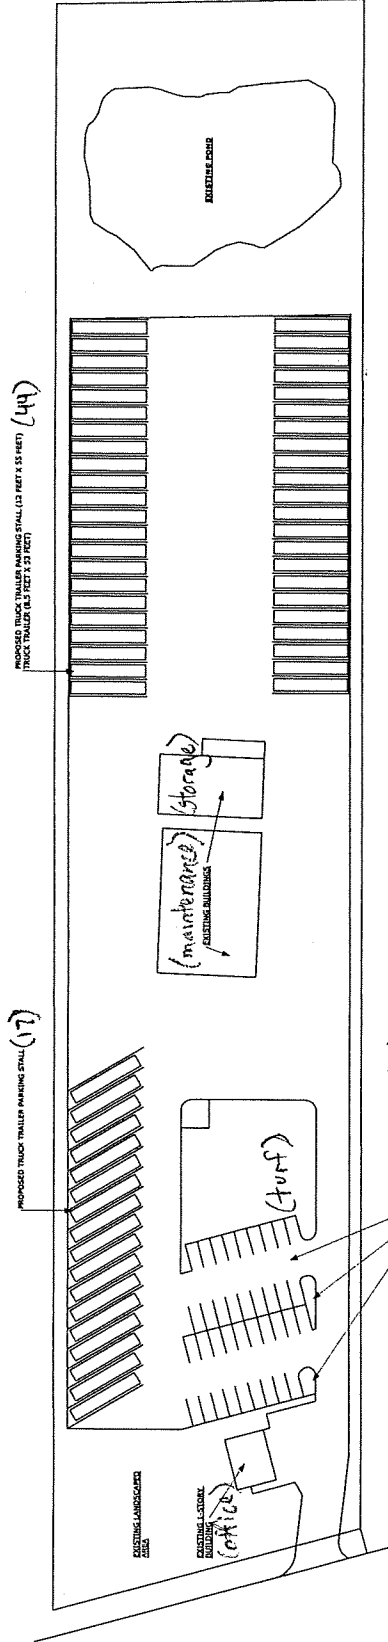 EXISTING POND
PROPOSED TRUCK TRAILER PARKING STALL (12 FEET X 55 FEET) (44)
TRUCK TRAILER (8.5 FEET X 53 FEET)
(storage)
(maintenance)
EXISTING BUILDINGS
PROPOSED TRUCK TRAILER PARKING STALL (17)
(turf)
EXISTING LANDSCAPED
AREA
EXISTING 1-STORY
BUILDING
(office)